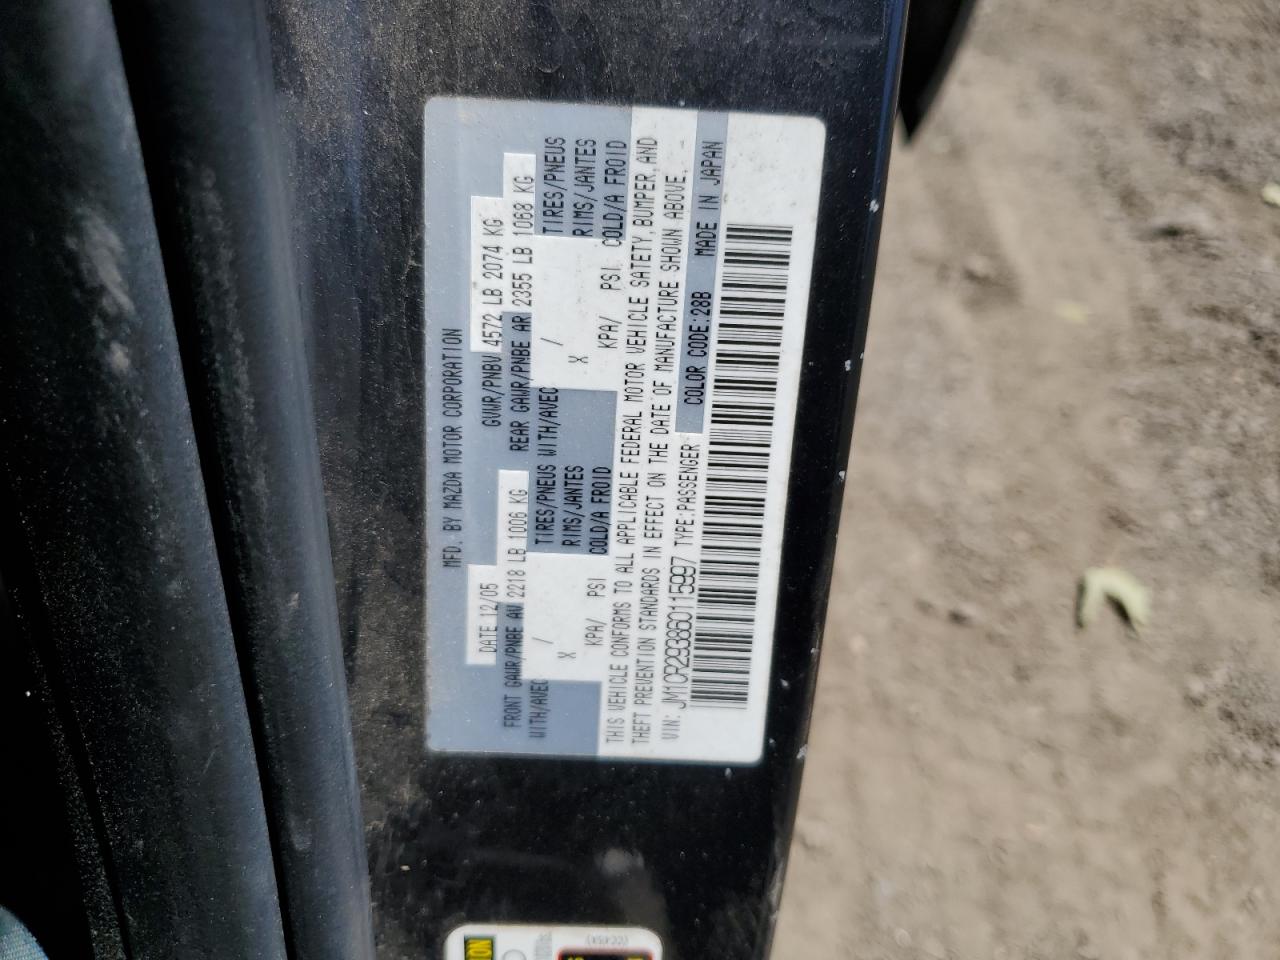 MFD. BY MAZDA MOTOR CORPORATION
DATE 12/05 GVWR/PNBV 4572 LB 2074 KG
FRONT GAWR/PNBE AV 2218 LB 1006 KG REAR GAWR/PNBE AR 2355 LB 1068 KG
WITH/AVEC / TIRES/PNEUS WITH/AVEC / TIRES/PNEUS
X RIMS/JANTES X RIMS/JANTES
KPA/ PSI COLD/A FROID KPA/ PSI COLD/A FROID
THIS VEHICLE CONFORMS TO ALL APPLICABLE FEDERAL MOTOR VEHICLE SATETY, BUMPER, AND
THEFT PREVENTION STANDARDS IN EFFECT ON THE DATE OF MANUFACTURE SHOWN ABOVE.
VIN: JM1CR293860115997 TYPE:PASSENGER COLOR CODE:28B MADE IN JAPAN